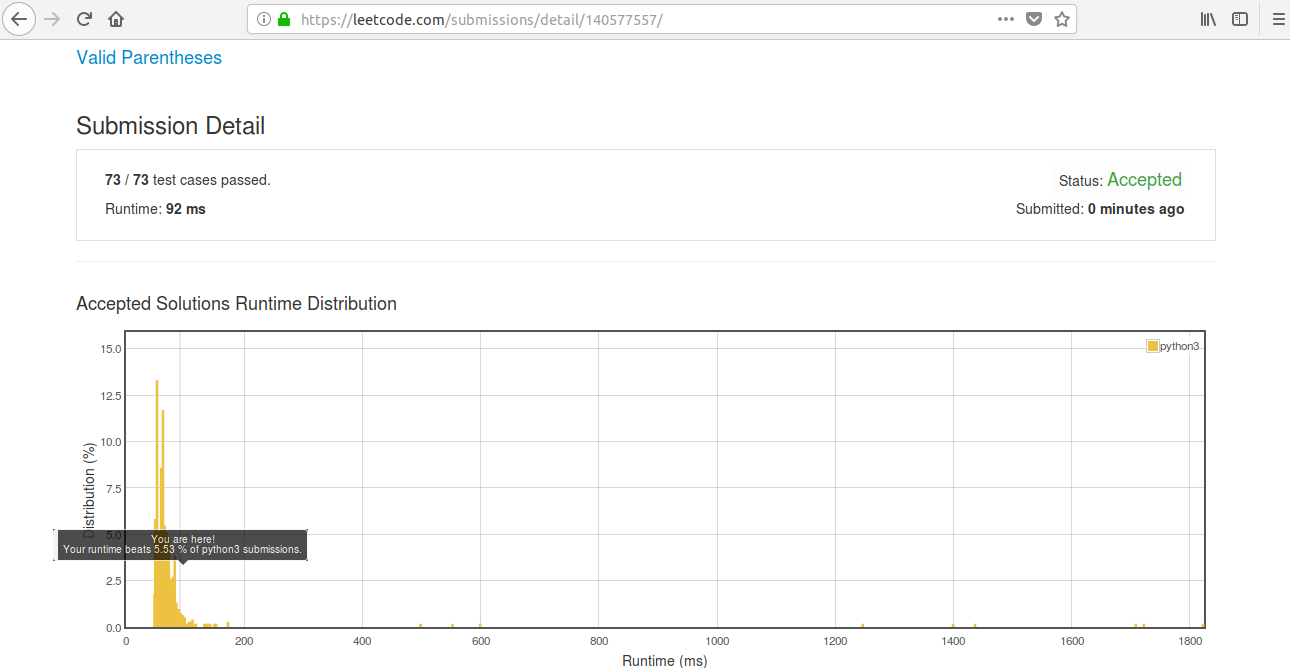 https://leetcode.com/submissions/detail/140577557/
Valid Parentheses
Submission Detail
73 / 73 test cases passed.
Status: Accepted
Runtime: 92 ms
Submitted: 0 minutes ago
Accepted Solutions Runtime Distribution
python3
15.0
12.5
10.0
7.5
5.0
2.5
0.0
Distribution (%)
You are here!
Your runtime beats 5.53 % of python3 submissions.
0 200 400 600 800 1000 1200 1400 1600 1800
Runtime (ms)